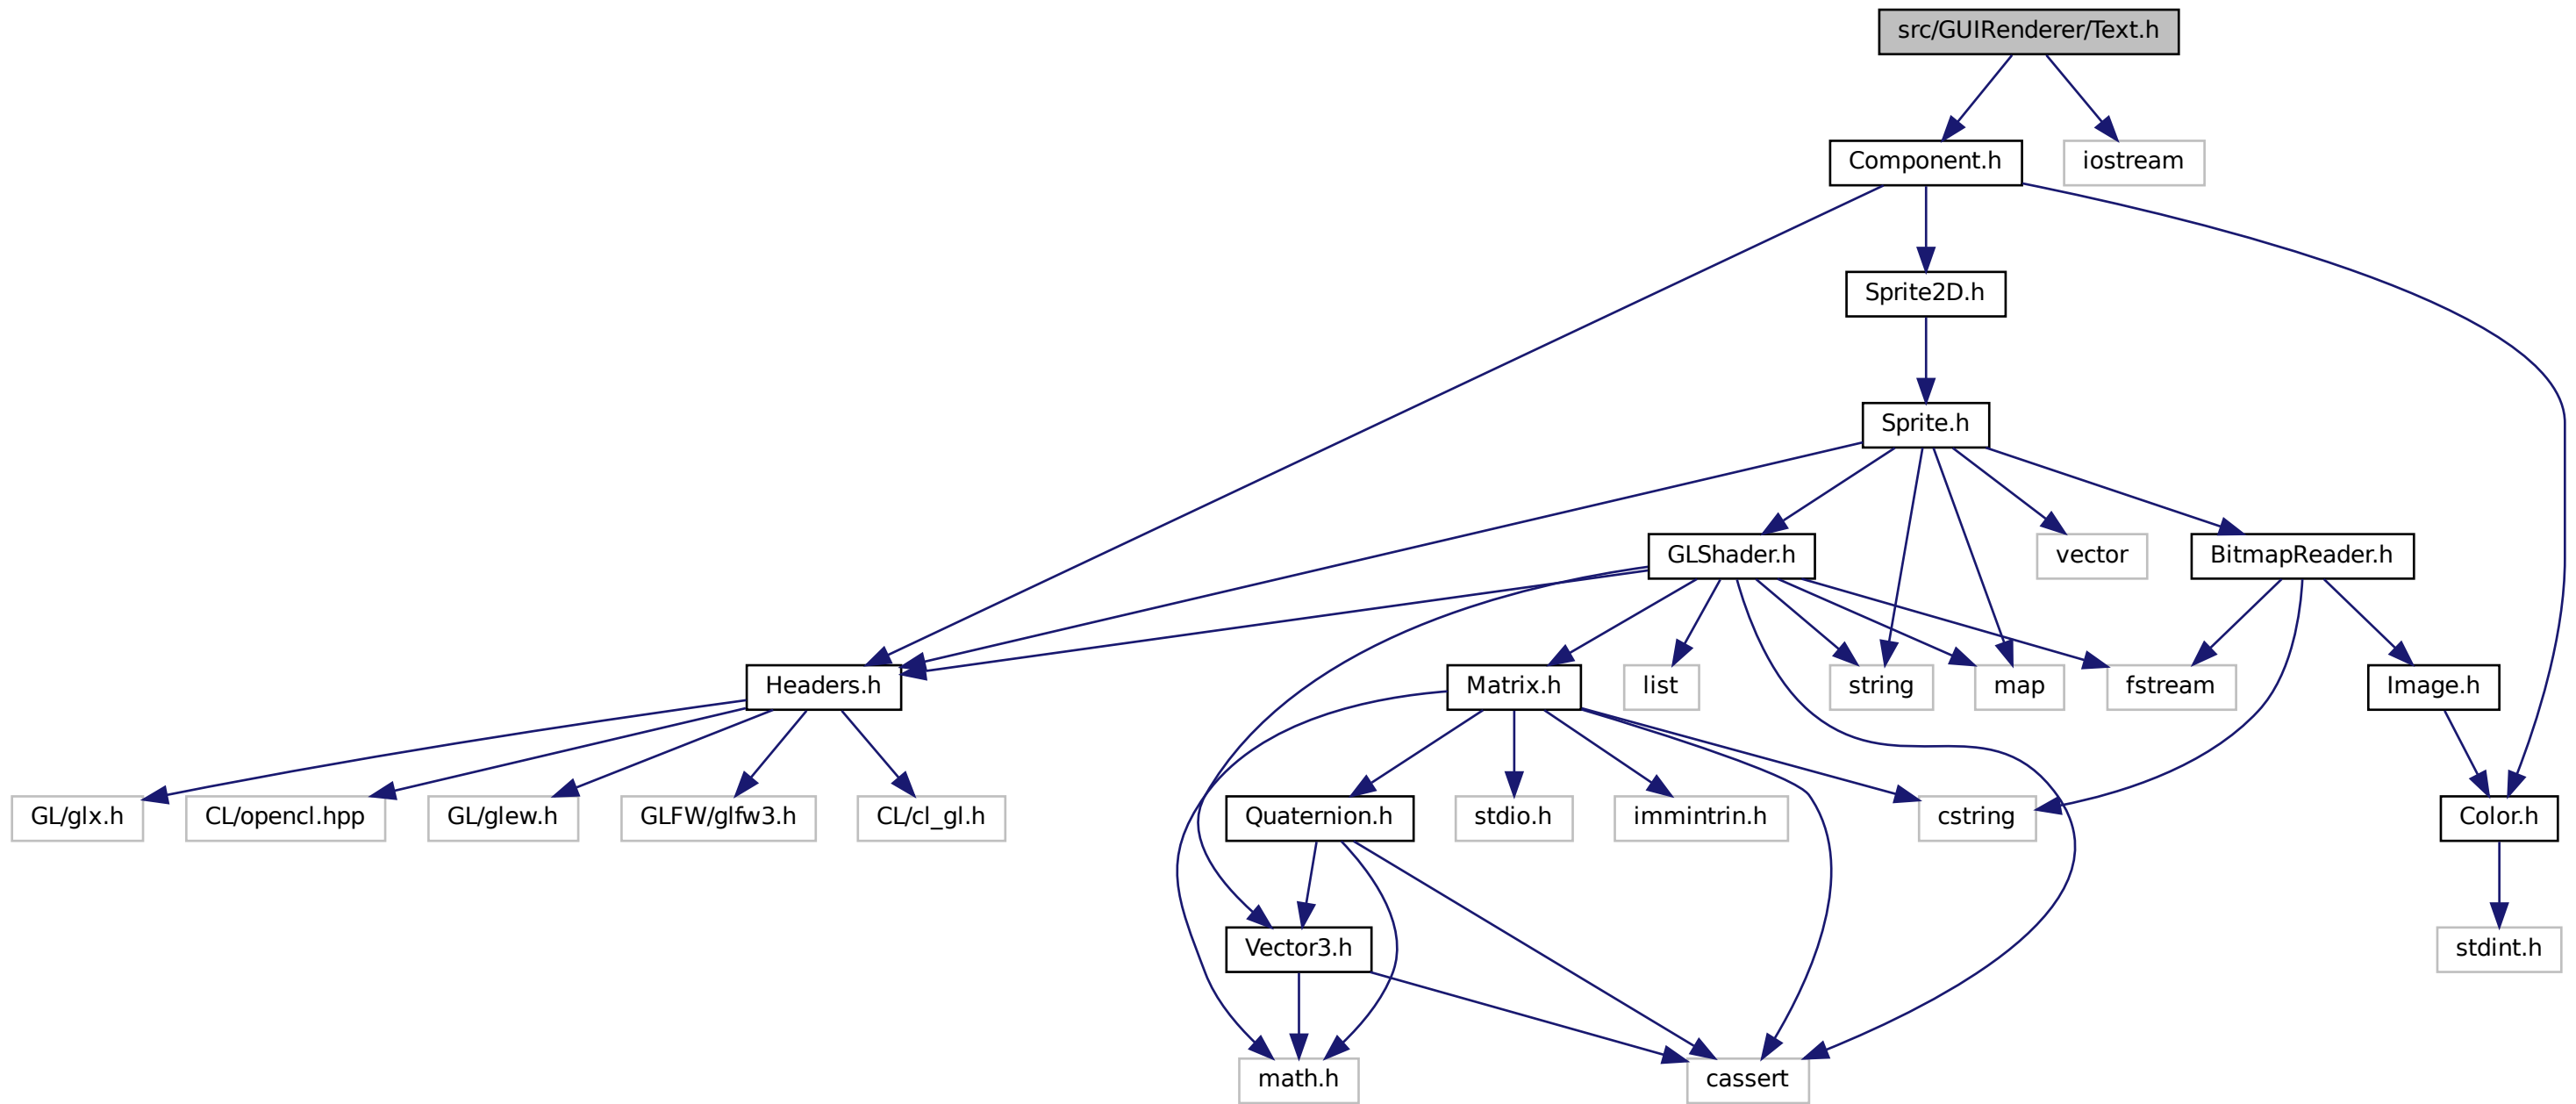 src/GUIRenderer/Text.h
Component.h
iostream
Sprite2D.h
Sprite.h
GLShader.h
vector
BitmapReader.h
Headers.h
Matrix.h
list
string
map
fstream
Image.h
GL/glx.h
CL/opencl.hpp
GL/glew.h
GLFW/glfw3.h
CL/cl_gl.h
Quaternion.h
stdio.h
immintrin.h
cstring
Color.h
Vector3.h
stdint.h
math.h
cassert